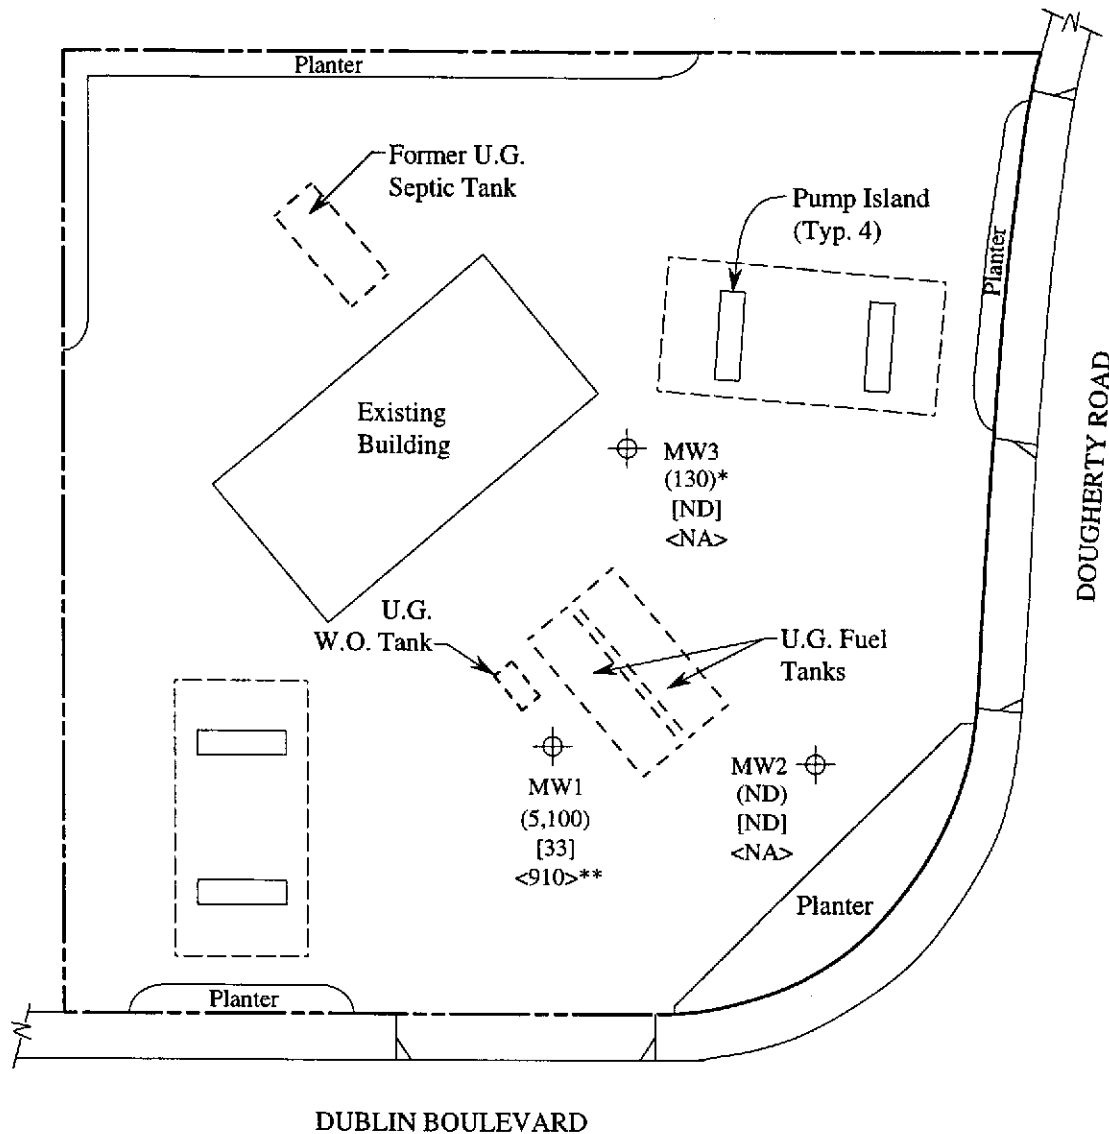 Planter
Former U.G.
Septic Tank
Pump Island
(Typ. 4)
Planter
Existing
Building
MW3
(130)*
[ND]
<NA>
DOUGHERTY ROAD
U.G.
W.O. Tank
U.G. Fuel
Tanks
MW1
(5,100)
[33]
<910>**
MW2
(ND)
[ND]
<NA>
Planter
Planter
DUBLIN BOULEVARD